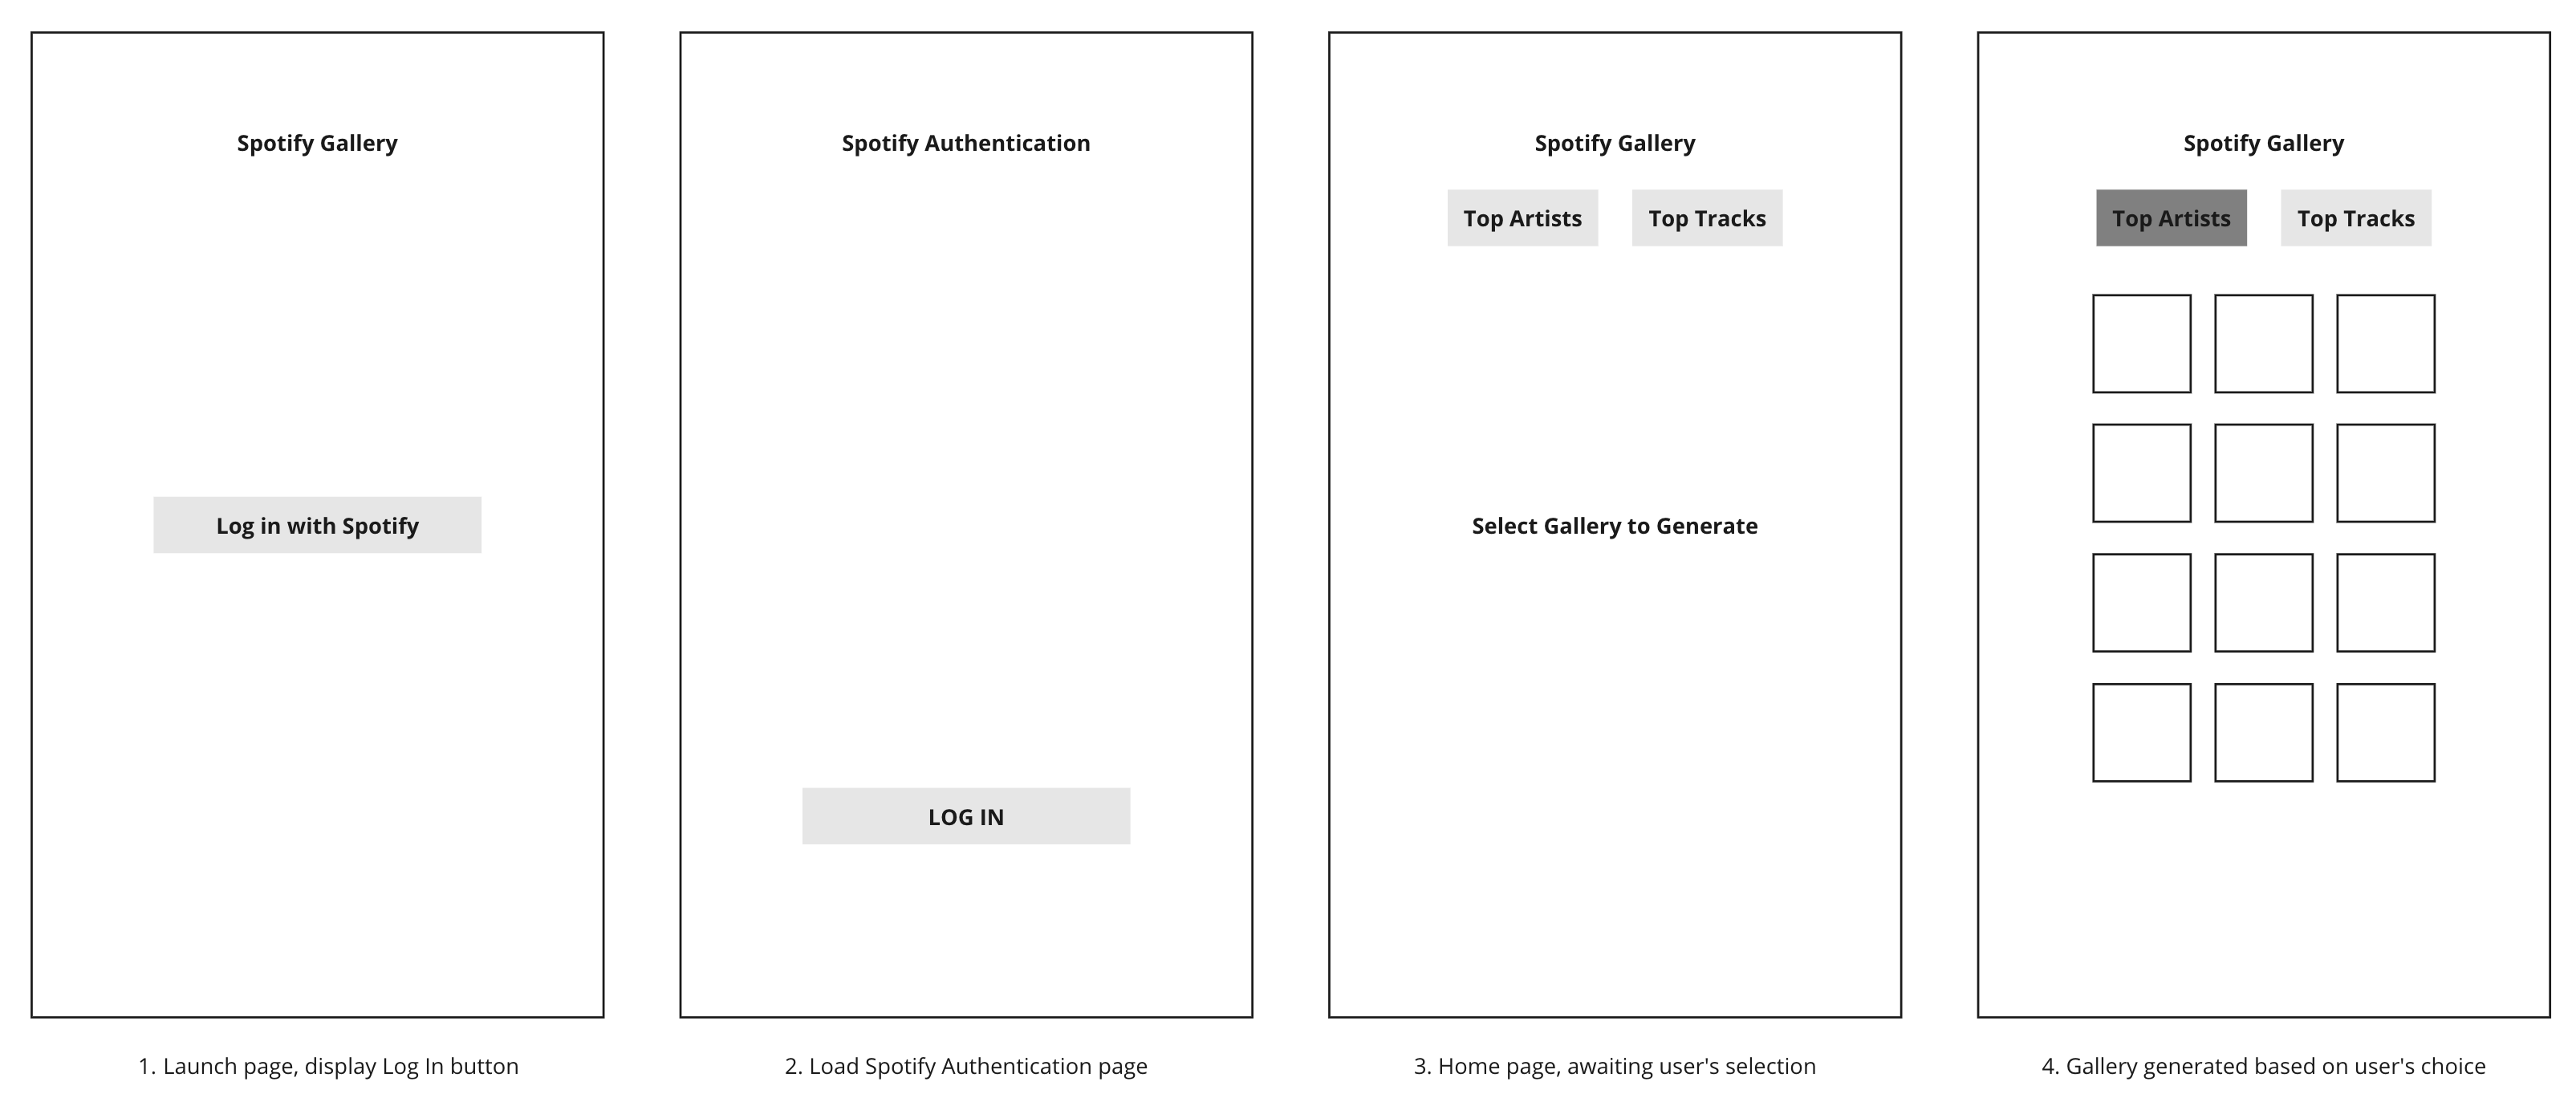 Spotify Gallery
Log in with Spotify
1. Launch page, display Log In button
Spotify Authentication
LOG IN
2. Load Spotify Authentication page
Spotify Gallery
Top Artists
Top Tracks
Select Gallery to Generate
3. Home page, awaiting user's selection
Spotify Gallery
Top Artists
Top Tracks
4. Gallery generated based on user's choice